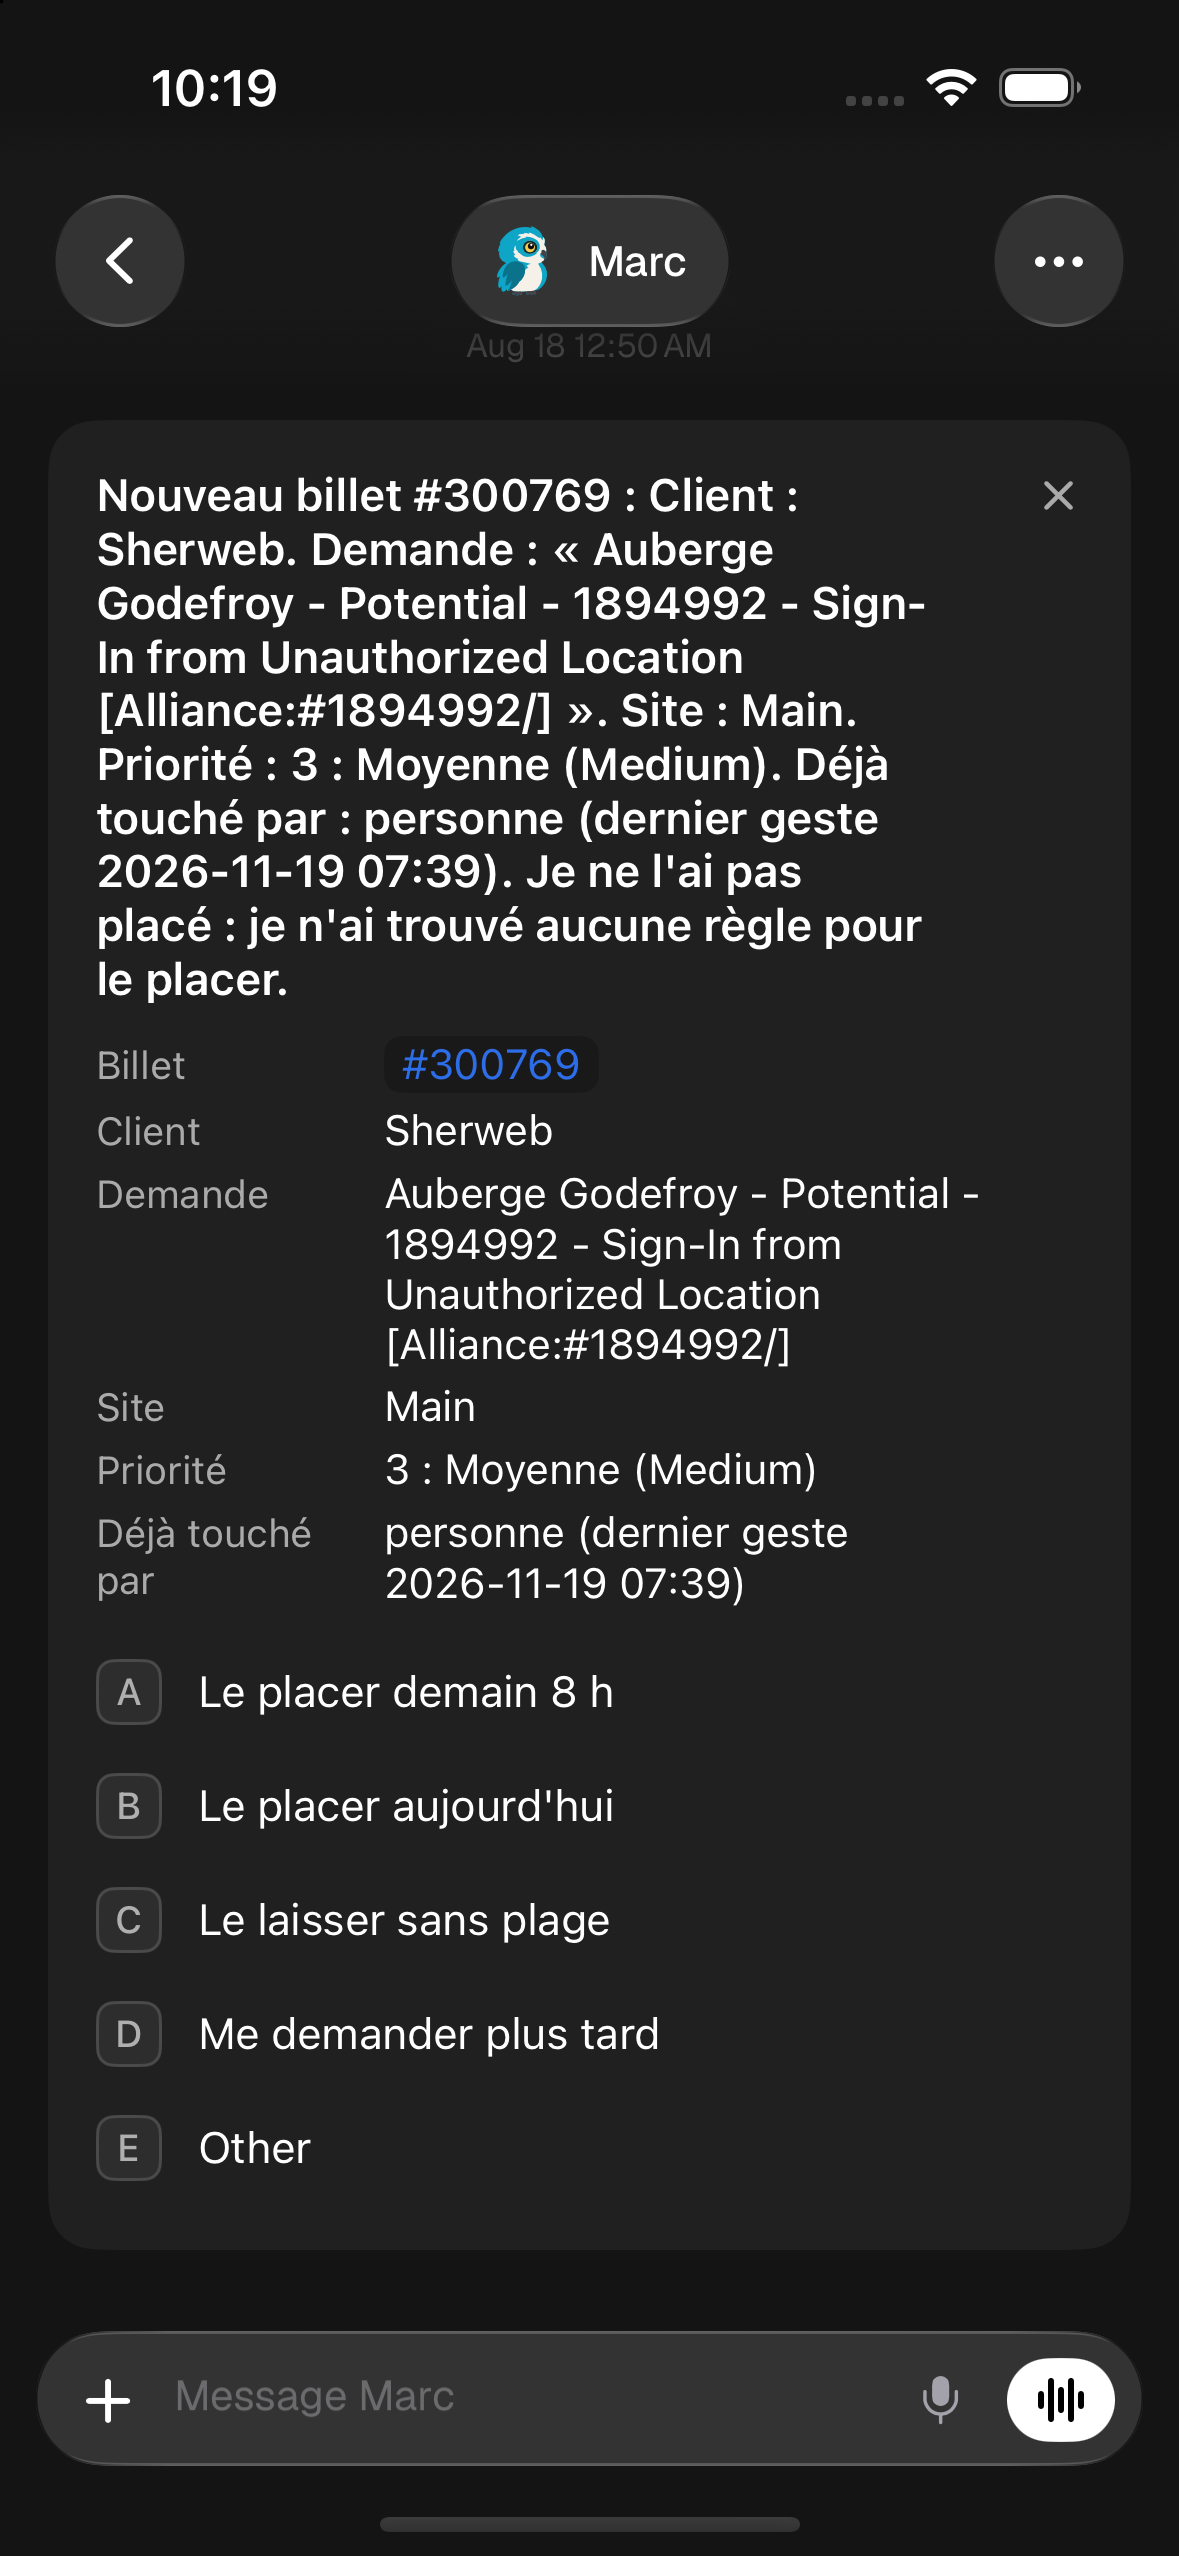 10:19
Marc
Aug 18 12:50 AM
Nouveau billet #300769 : Client :
Sherweb. Demande : « Auberge
Godefroy - Potential - 1894992 - Sign-
In from Unauthorized Location
[Alliance:#1894992/] ». Site : Main.
Priorité : 3 : Moyenne (Medium). Déjà
touché par : personne (dernier geste
2026-11-19 07:39). Je ne l'ai pas
placé : je n'ai trouvé aucune règle pour
le placer.
Billet #300769
Client Sherweb
Demande Auberge Godefroy - Potential -
1894992 - Sign-In from
Unauthorized Location
[Alliance:#1894992/]
Site Main
Priorité 3 : Moyenne (Medium)
Déjà touché personne (dernier geste
par 2026-11-19 07:39)
A Le placer demain 8 h
B Le placer aujourd'hui
C Le laisser sans plage
D Me demander plus tard
E Other
Message Marc